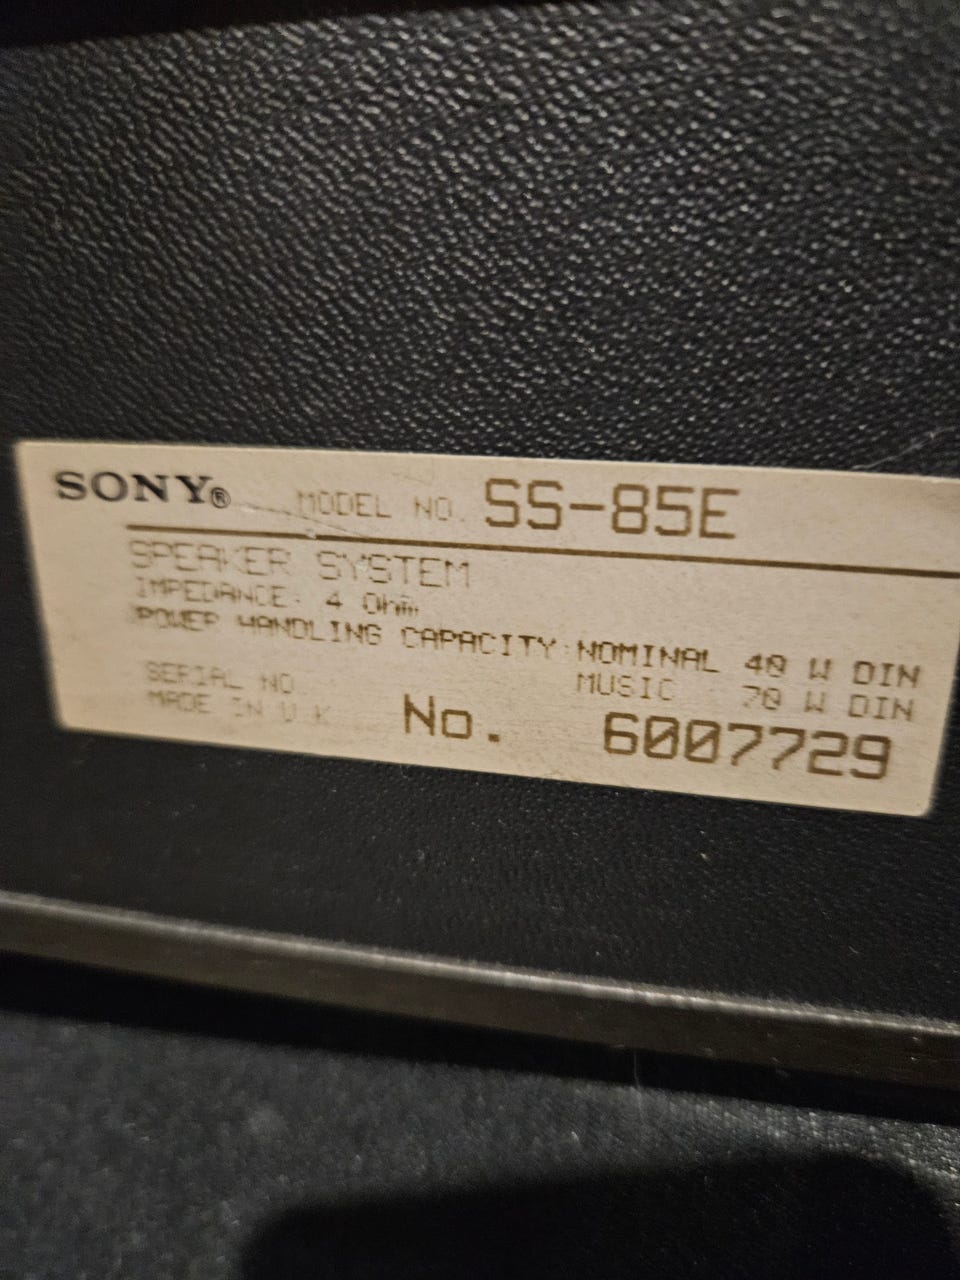 SONY® MODEL NO. SS-85E
SPEAKER SYSTEM
IMPEDANCE: 4 Ohm
POWER HANDLING CAPACITY: NOMINAL 40 W DIN
MUSIC 70 W DIN
SERIAL NO
MADE IN U K
No. 6007729